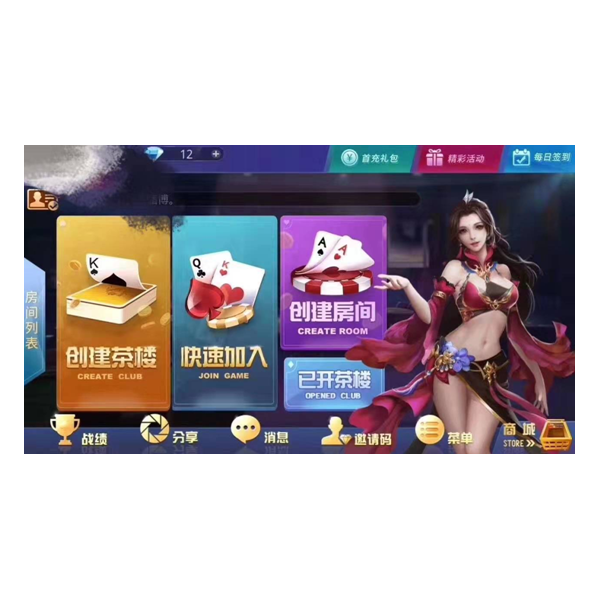 12 +
首充礼包
精彩活动
每日签到
博。
房间列表
K
创建茶楼
CREATE CLUB
Q K
快速加入
JOIN GAME
A A
创建房间
CREATE ROOM
已开茶楼
OPENED CLUB
战绩
分享
消息
邀请码
菜单
商城
STORE >>